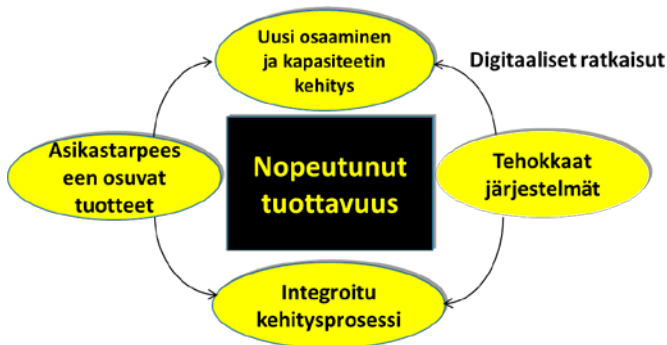 Uusi osaaminen
ja kapasiteetin
kehitys
Digitaaliset ratkaisut
Asikastarpees
een osuvat
tuotteet
Nopeutunut
tuottavuus
Tehokkaat
järjestelmät
Integroitu
kehitysprosessi